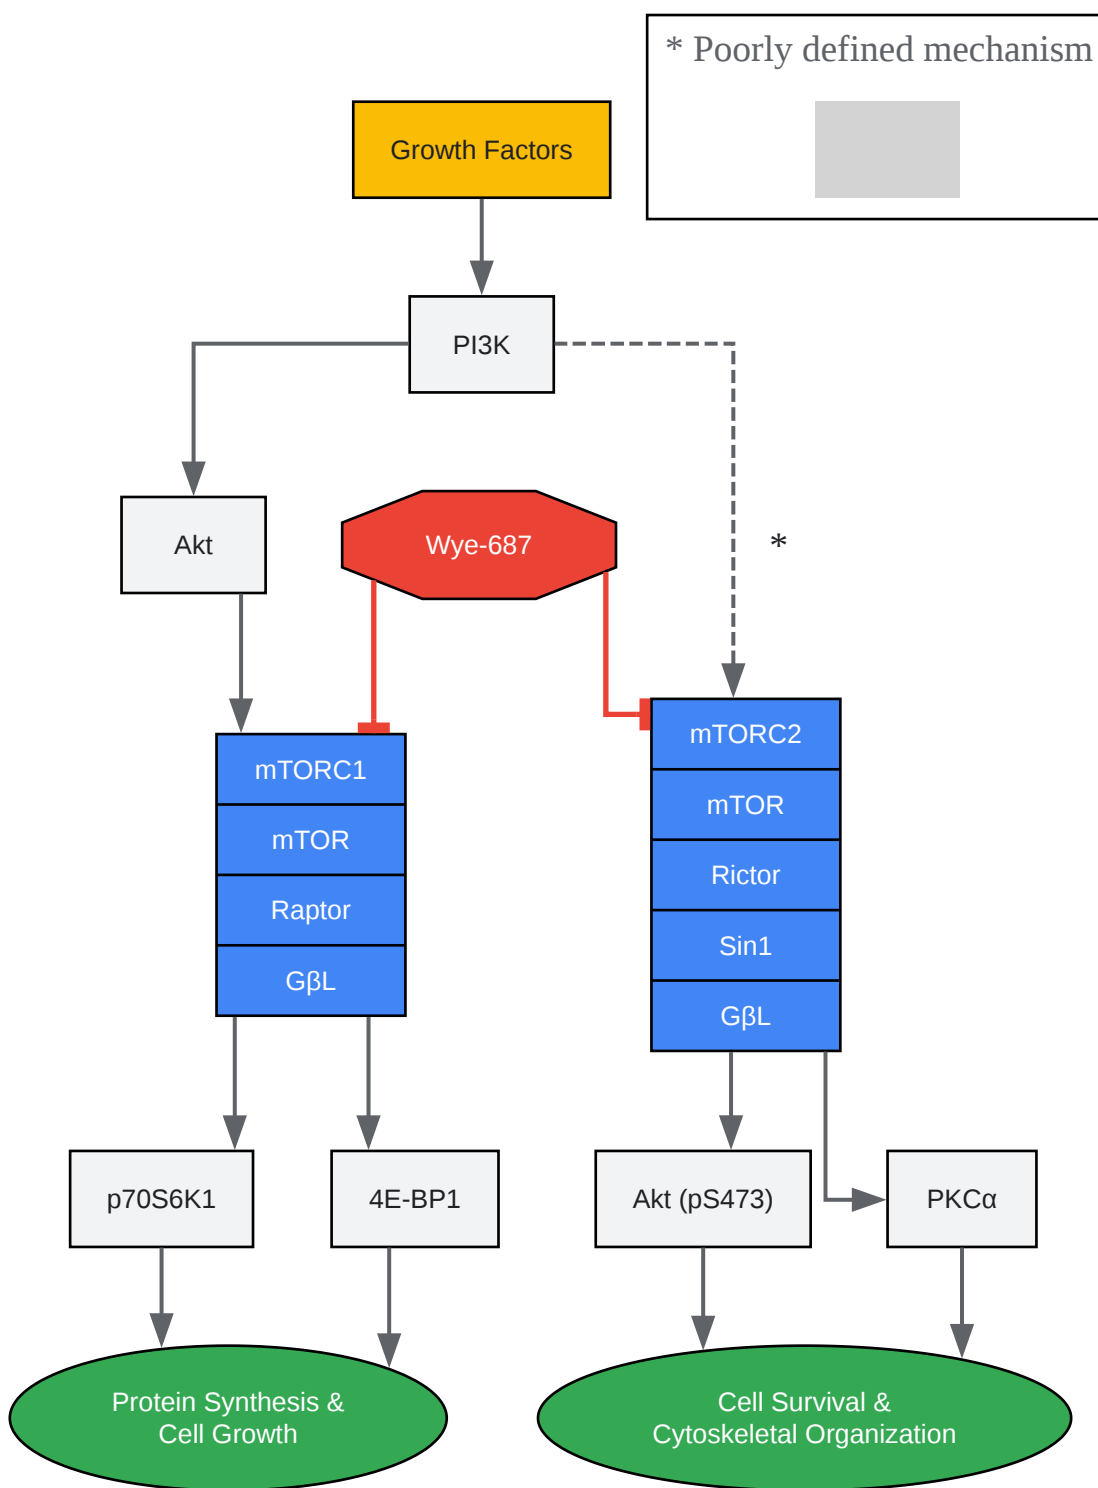 * Poorly defined mechanism
Growth Factors
PI3K
Akt
Wye-687
*
mTORC1
mTOR
Raptor
GβL
mTORC2
mTOR
Rictor
Sin1
GβL
p70S6K1
4E-BP1
Akt (pS473)
PKCα
Protein Synthesis &
Cell Growth
Cell Survival &
Cytoskeletal Organization